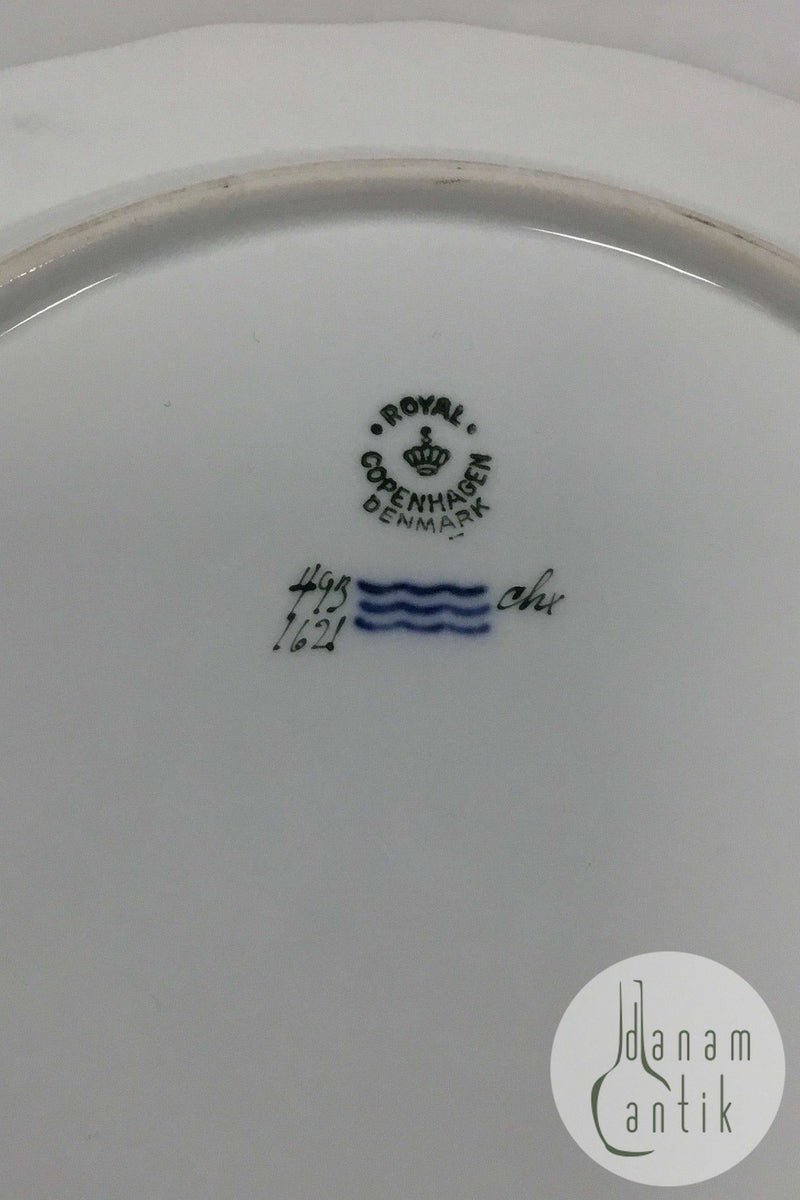 ROYAL
COPENHAGEN
DENMARK
493
1621
chx
danam
antik